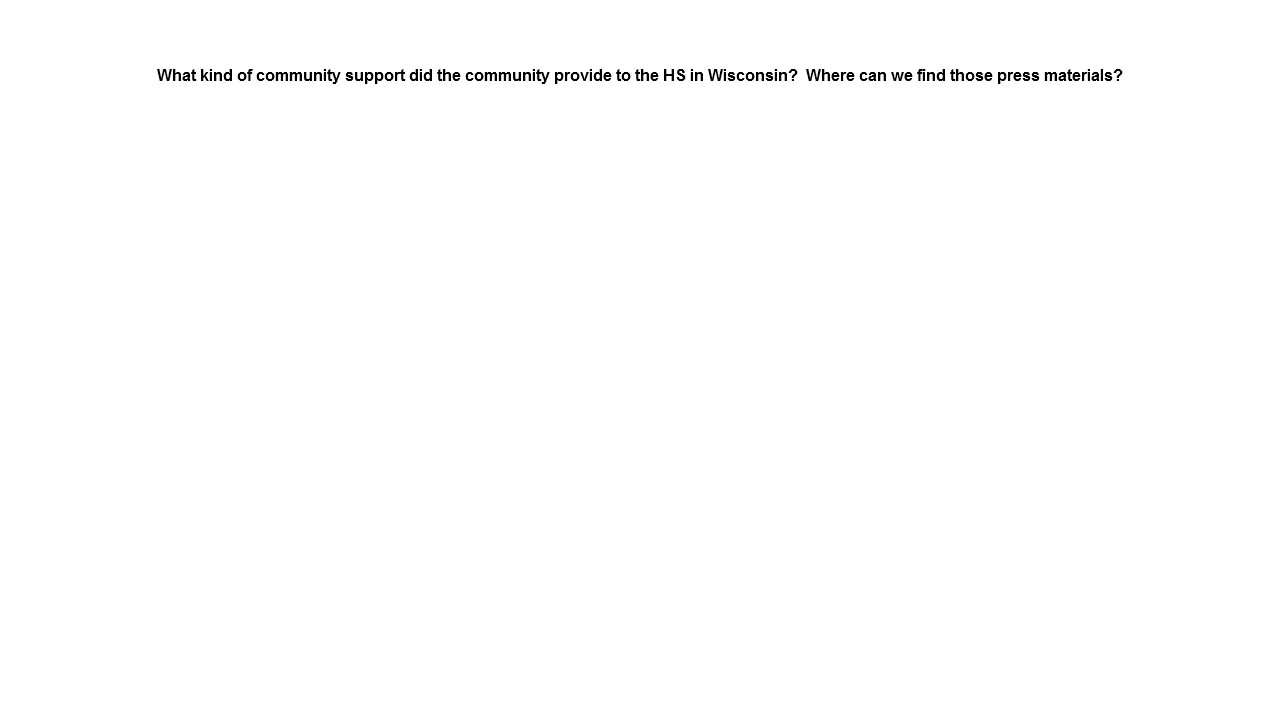 What kind of community support did the community provide to the HS in Wisconsin?  Where can we find those press materials?